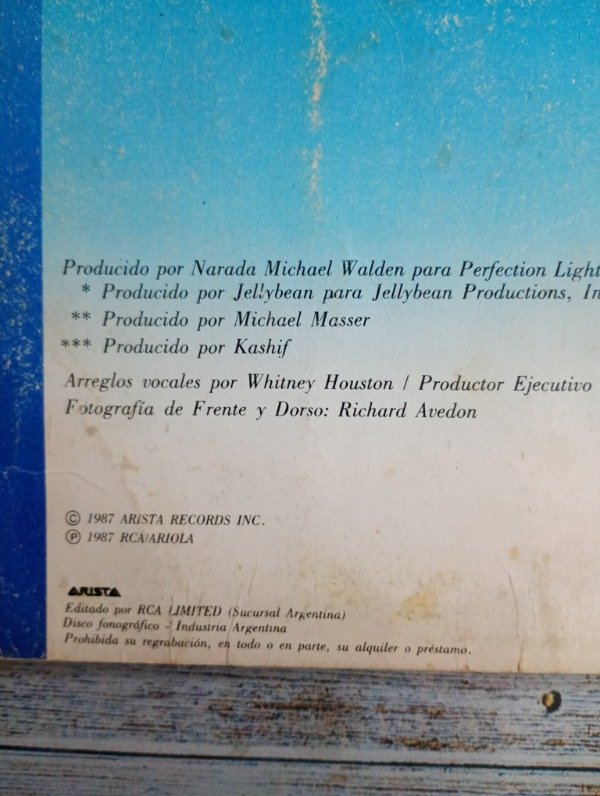 Producido por Narada Michael Walden para Perfection Light
* Producido por Jellybean para Jellybean Productions, In
** Producido por Michael Masser
*** Producido por Kashif
Arreglos vocales por Whitney Houston / Productor Ejecutivo
Fotografía de Frente y Dorso: Richard Avedon
© 1987 ARISTA RECORDS INC.
℗ 1987 RCA/ARIOLA
ARISTA
Editado por RCA LIMITED (Sucursal Argentina)
Disco fonográfico - Industria Argentina
Prohibida su regrabación, en todo o en parte, su alquiler o préstamo.